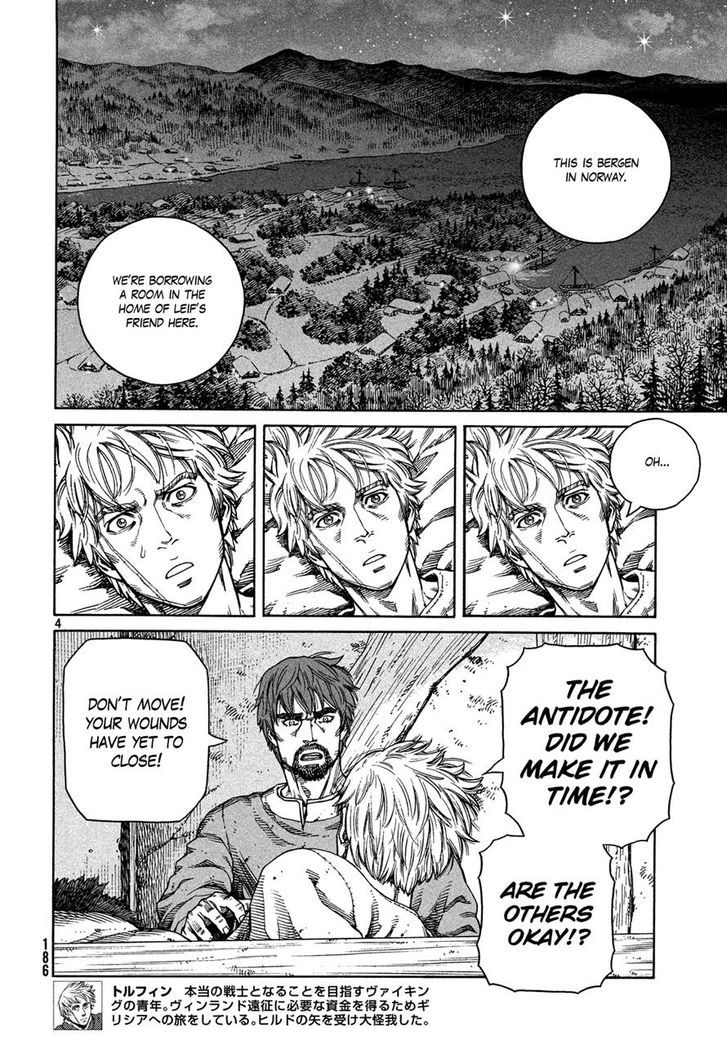 THIS IS BERGEN
IN NORWAY.
WE'RE BORROWING
A ROOM IN THE
HOME OF LEIF'S
FRIEND HERE.
OH...
4
THE
ANTIDOTE!
DID WE
MAKE IT IN
TIME!?
DON'T MOVE!
YOUR WOUNDS
HAVE YET TO
CLOSE!
ARE THE
OTHERS
OKAY!?
186
トルフィン 本当の戦士となることを目指すヴァイキン
グの青年。ヴィンランド遠征に必要な資金を得るためギ
リシアへの旅をしている。ヒルドの矢を受け大怪我した。